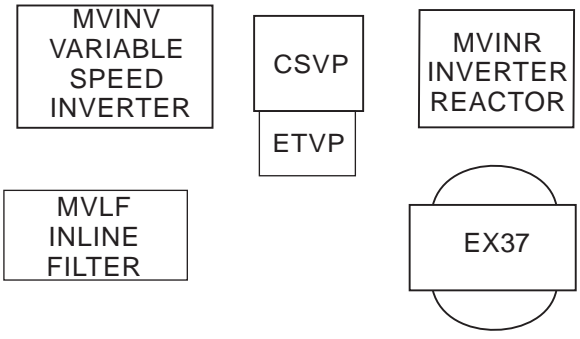 MVINV
VARIABLE
SPEED
INVERTER
CSVP
ETVP
MVINR
INVERTER
REACTOR
MVLF
INLINE
FILTER
EX37